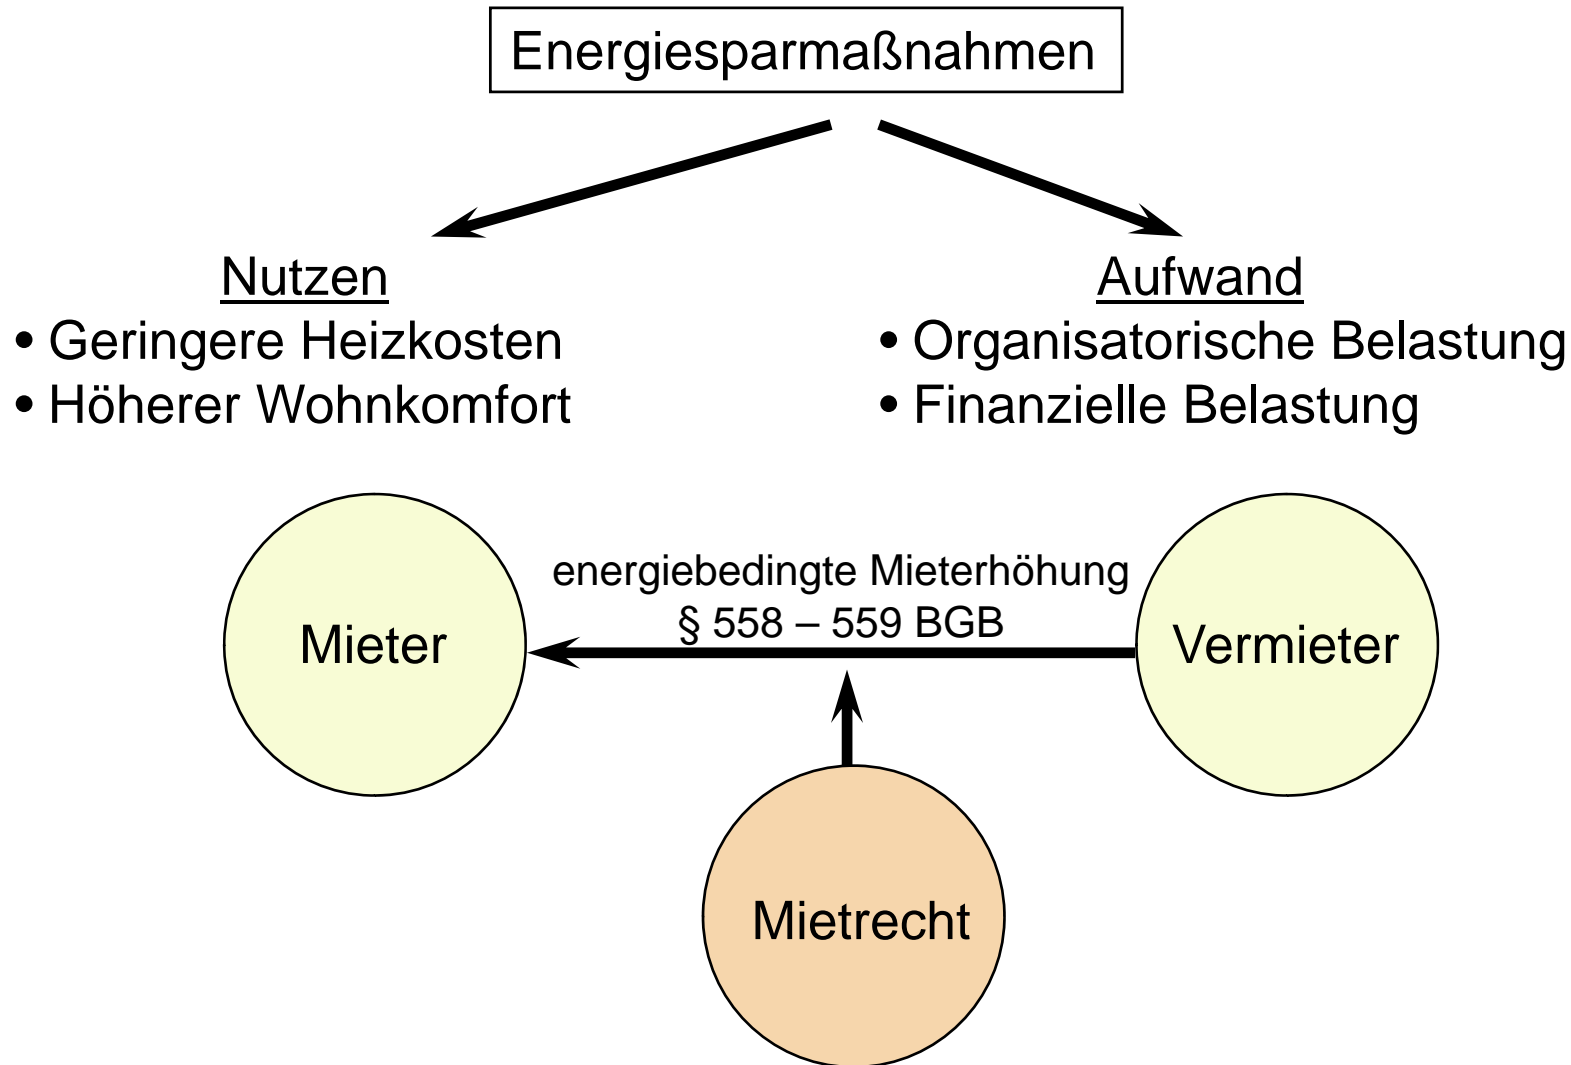 Energiesparmaßnahmen
Nutzen
• Geringere Heizkosten
• Höherer Wohnkomfort
Aufwand
• Organisatorische Belastung
• Finanzielle Belastung
Mieter
energiebedingte Mieterhöhung
§ 558 – 559 BGB
Vermieter
Mietrecht